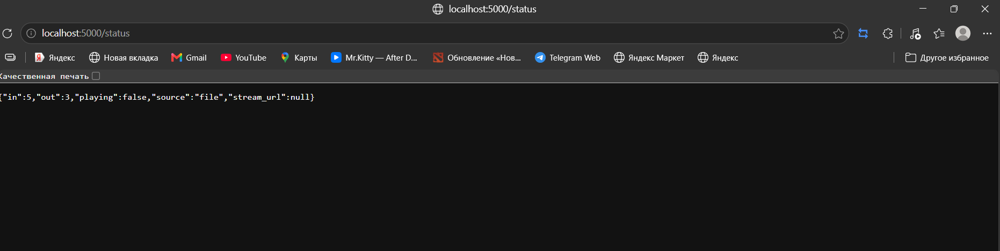 localhost:5000/status
localhost:5000/status
Яндекс Новая вкладка Gmail YouTube Карты Mr.Kitty — After D... Обновление «Нов... Telegram Web Яндекс Маркет Яндекс Другое избранное
Качественная печать
{"in":5,"out":3,"playing":false,"source":"file","stream_url":null}